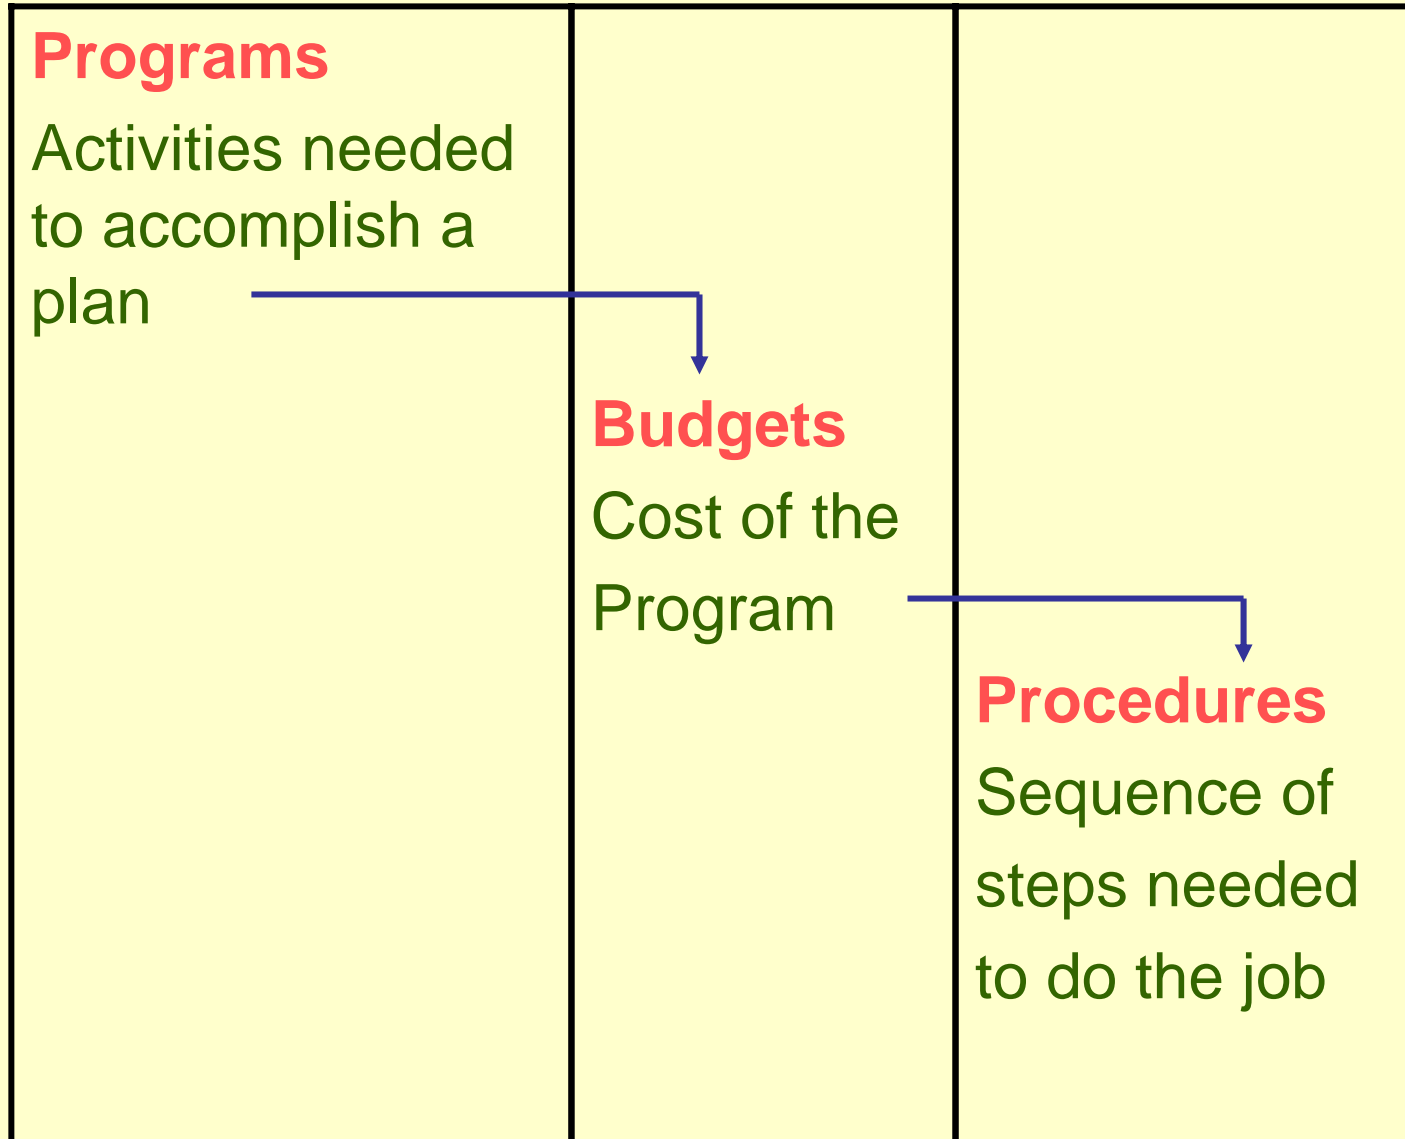 Programs
Activities needed
to accomplish a
plan
Budgets
Cost of the
Program
Procedures
Sequence of
steps needed
to do the job